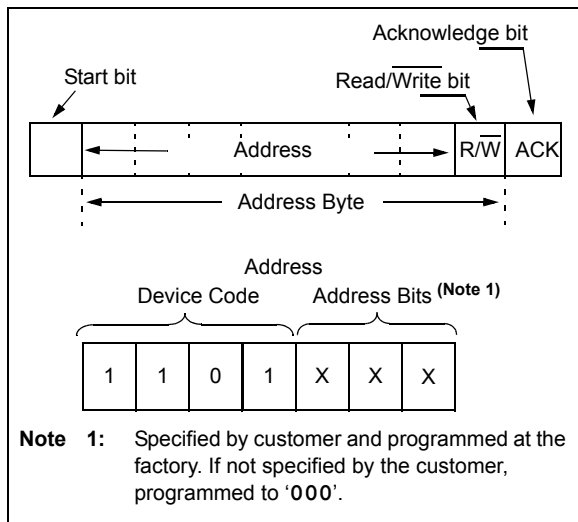 Acknowledge bit
Start bit
Read/Write bit
Address
R/W
ACK
Address Byte
Address
Device Code
Address Bits (Note 1)
1 1 0 1 X X X
Note 1: Specified by customer and programmed at the
factory. If not specified by the customer,
programmed to ‘000’.